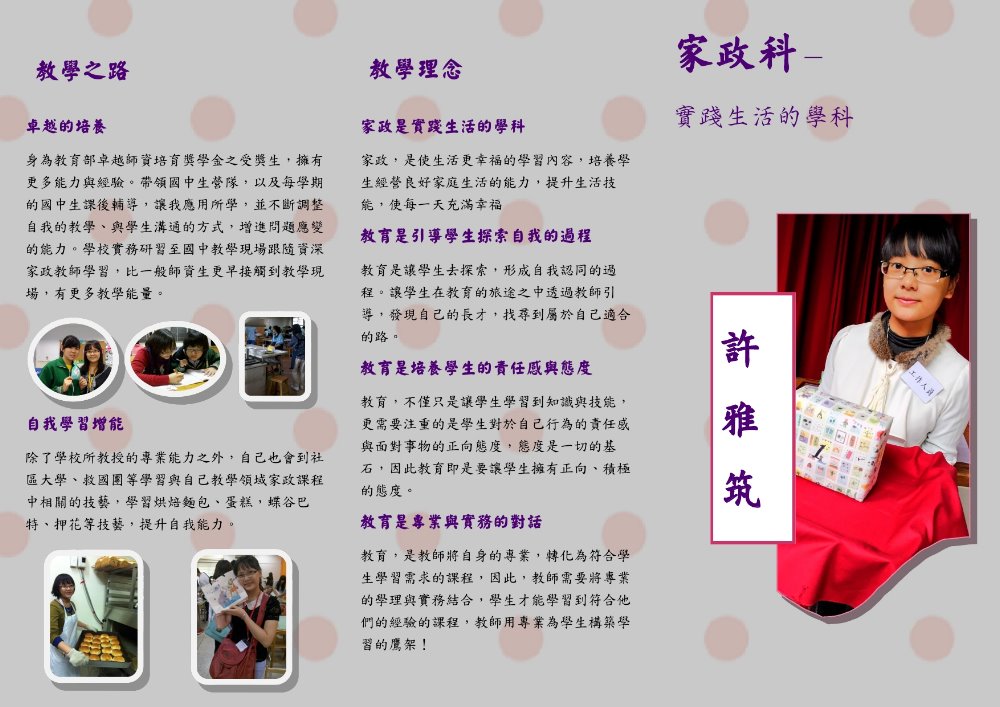 教學之路
卓越的培養
身為教育部卓越師資培育獎學金之受獎生，擁有
更多能力與經驗。帶領國中生營隊，以及每學期
的國中生課後輔導，讓我應用所學，並不斷調整
自我的教學、與學生溝通的方式，增進問題應變
的能力。學校實務研習至國中教學現場跟隨資深
家政教師學習，比一般師資生更早接觸到教學現
場，有更多教學能量。
自我學習增能
除了學校所教授的專業能力之外，自己也會到社
區大學、救國團等學習與自己教學領域家政課程
中相關的技藝，學習烘焙麵包、蛋糕，蝶谷巴
特、押花等技藝，提升自我能力。
教學理念
家政是實踐生活的學科
家政，是使生活更幸福的學習內容，培養學
生經營良好家庭生活的能力，提升生活技
能，使每一天充滿幸福
教育是引導學生探索自我的過程
教育是讓學生去探索，形成自我認同的過
程。讓學生在教育的旅途之中透過教師引
導，發現自己的長才，找尋到屬於自己適合
的路。
教育是培養學生的責任感與態度
教育，不僅只是讓學生學習到知識與技能，
更需要注重的是學生對於自己行為的責任感
與面對事物的正向態度，態度是一切的基
石，因此教育即是要讓學生擁有正向、積極
的態度。
教育是專業與實務的對話
教育，是教師將自身的專業，轉化為符合學
生學習需求的課程，因此，教師需要將專業
的學理與實務結合，學生才能學習到符合他
們的經驗的課程，教師用專業為學生構築學
習的鷹架！
家政科—
實踐生活的學科
許雅筑
工作人員
1